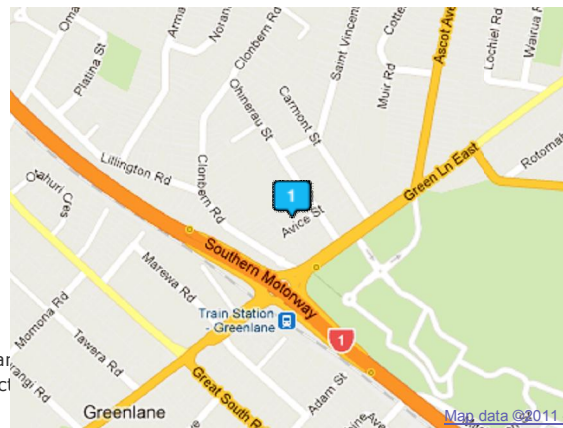 Oma
Platina St
Arma
Noran
Clonbern Rd
Saint Vincent
Cotte
Muir Rd
Ascot Ave
Lochiel Rd
Wairua R
Ohinerau St
Carmont St
Lillington Rd
Clonbern Rd
Green Ln East
Rotoma
1
Avice St
Southern Motorway
Marewa Rd
Momona Rd
Train Station
- Greenlane
1
Tawera Rd
Great South R
Adam St
Greenlane
Map data ©2011